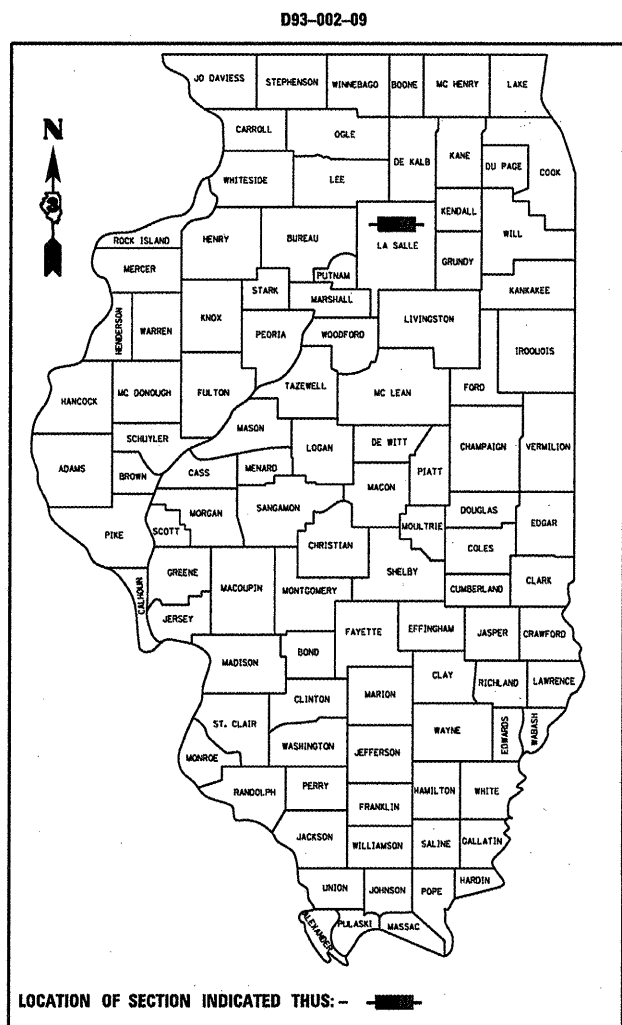 D93-002-09
JO DAVIESS STEPHENSON WINNEBAGO BOONE MC HENRY LAKE
CARROLL OGLE DE KALB KANE DU PAGE COOK
N
WHITESIDE LEE
KENDALL
3
ROCK ISLAND HENRY BUREAU LA SALLE WILL
MERCER PUTNAM GRUNDY
STARK KANKAKEE
MARSHALL
HENDERSON WARREN KNOX LIVINGSTON
PEORIA WOODFORD IROQUOIS
TAZEWELL MC LEAN FORD
HANCOCK MC DONOUGH FULTON
MASON
SCHUYLER LOGAN DE WITT CHAMPAIGN VERMILION
ADAMS BROWN CASS MENARD PIATT
MACON
MORGAN SANGAMON DOUGLAS
PIKE SCOTT MOULTRIE EDGAR
CHRISTIAN COLES
GREENE SHELBY
CALHOUN MACOUPIN MONTGOMERY CUMBERLAND CLARK
JERSEY
FAYETTE EFFINGHAM JASPER CRAWFORD
MADISON BOND
CLAY
RICHLAND LAWRENCE
CLINTON MARION
ST. CLAIR
WAYNE EDWARDS WABASH
WASHINGTON JEFFERSON
MONROE
PERRY HAMILTON WHITE
RANDOLPH
FRANKLIN
JACKSON
WILLIAMSON SALINE GALLATIN
HARDIN
UNION JOHNSON POPE
ALEXANDER PULASKI MASSAC
LOCATION OF SECTION INDICATED THUS: -